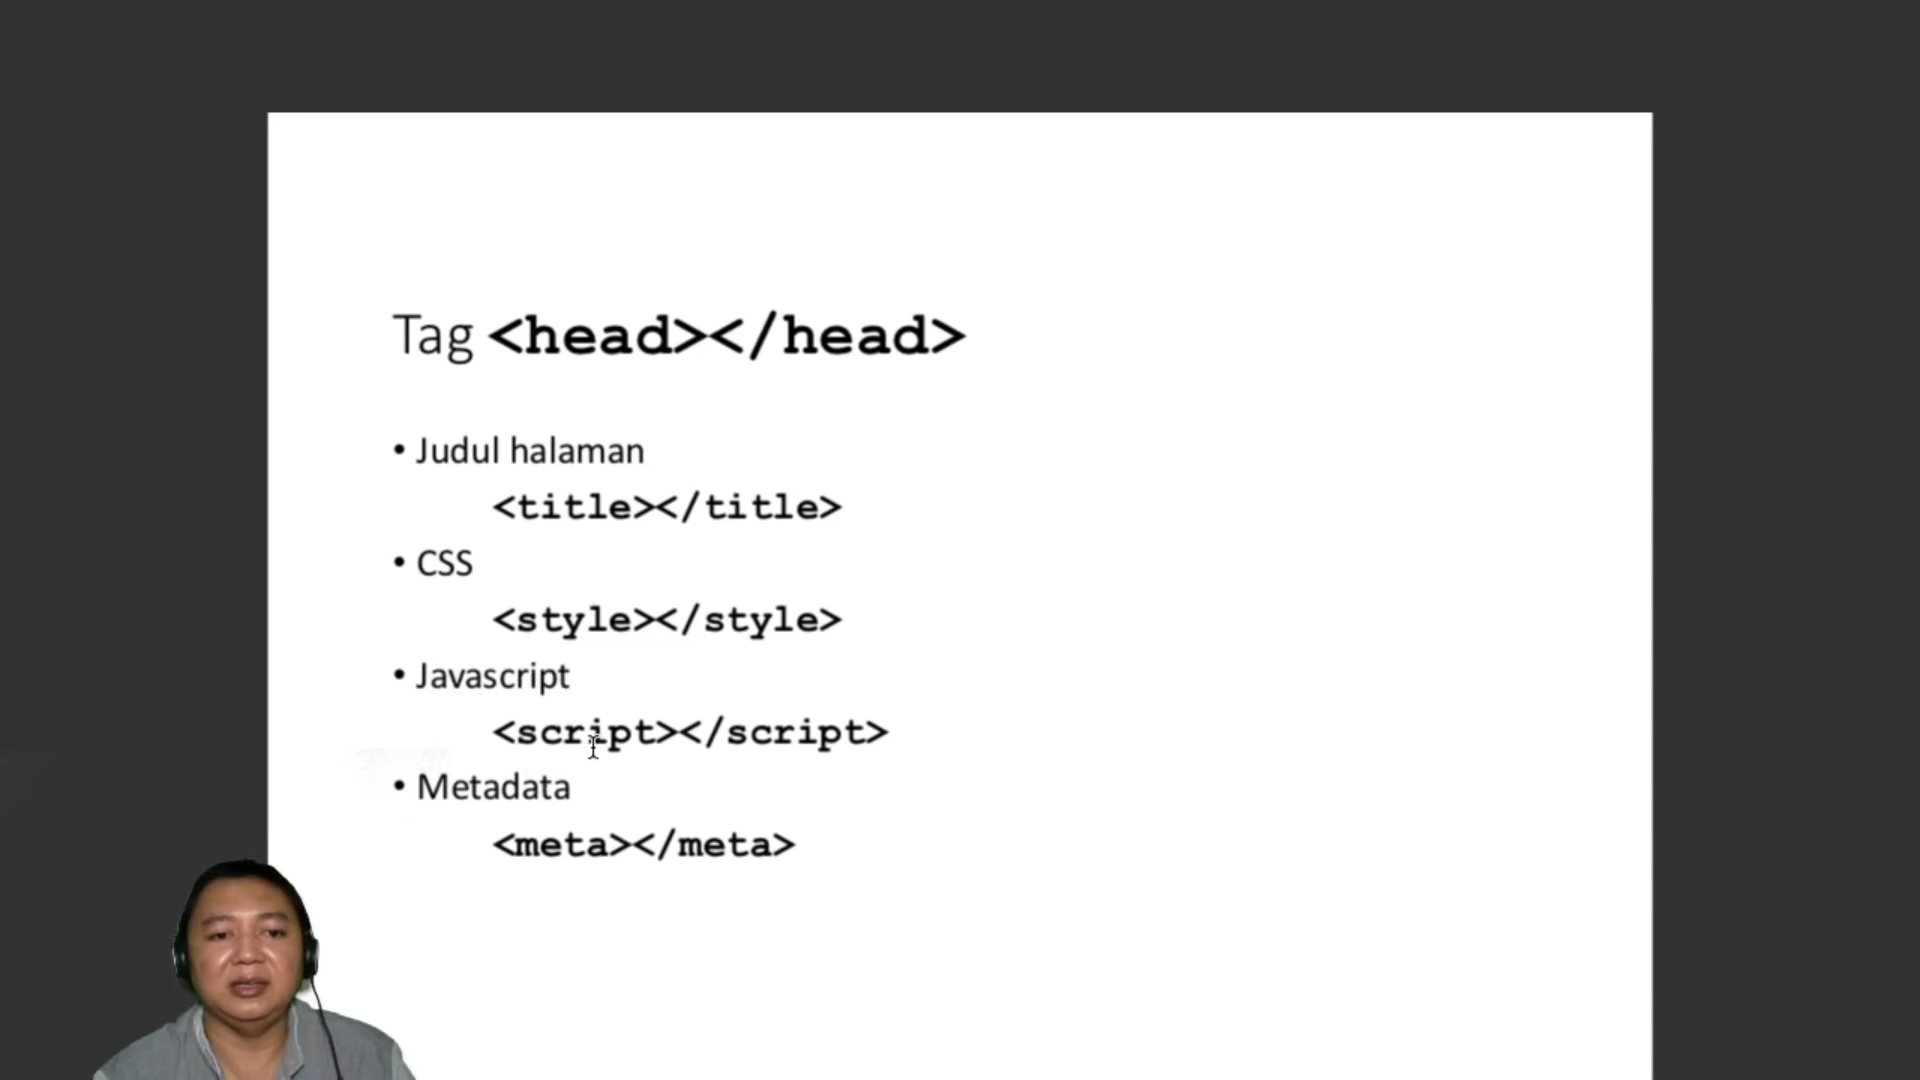 Tag <head></head>
• Judul halaman
<title></title>
• CSS
<style></style>
• Javascript
<script></script>
• Metadata
<meta></meta>